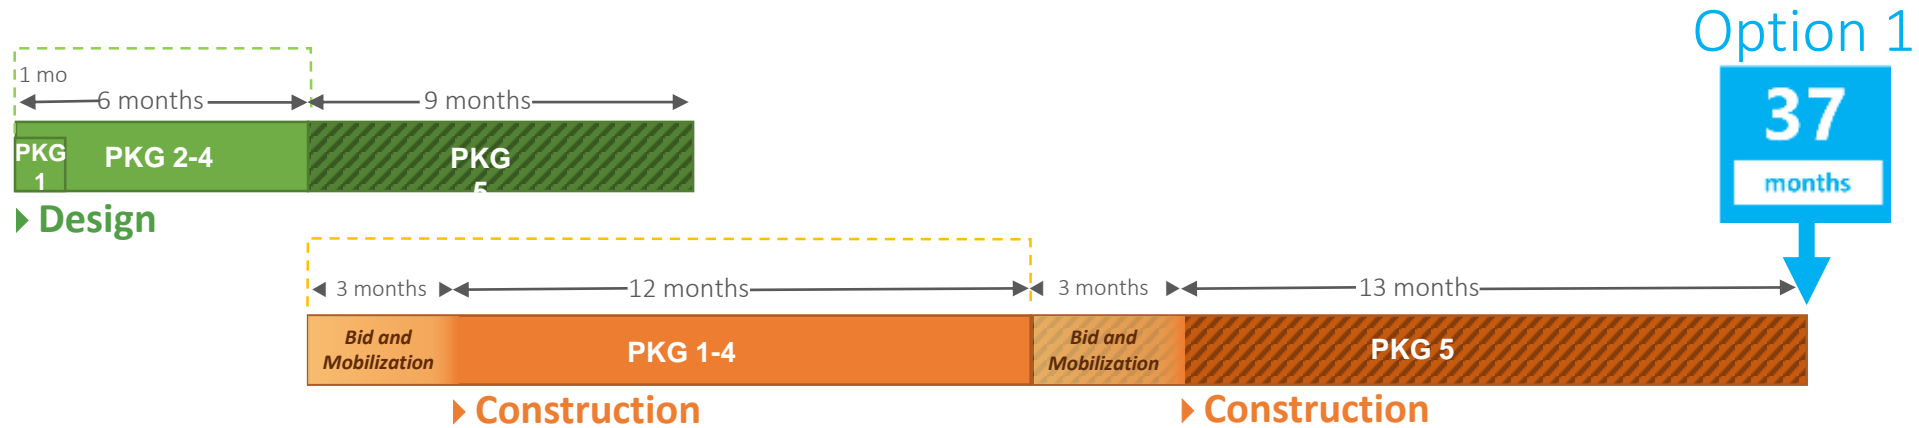 Option 1
37
months
1 mo
6 months
9 months
PKG
1
PKG 2-4
PKG
5
Design
3 months
12 months
3 months
13 months
Bid and
Mobilization
PKG 1-4
Bid and
Mobilization
PKG 5
Construction
Construction